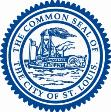 THE COMMON SEAL OF
THE CITY OF ST. LOUIS.